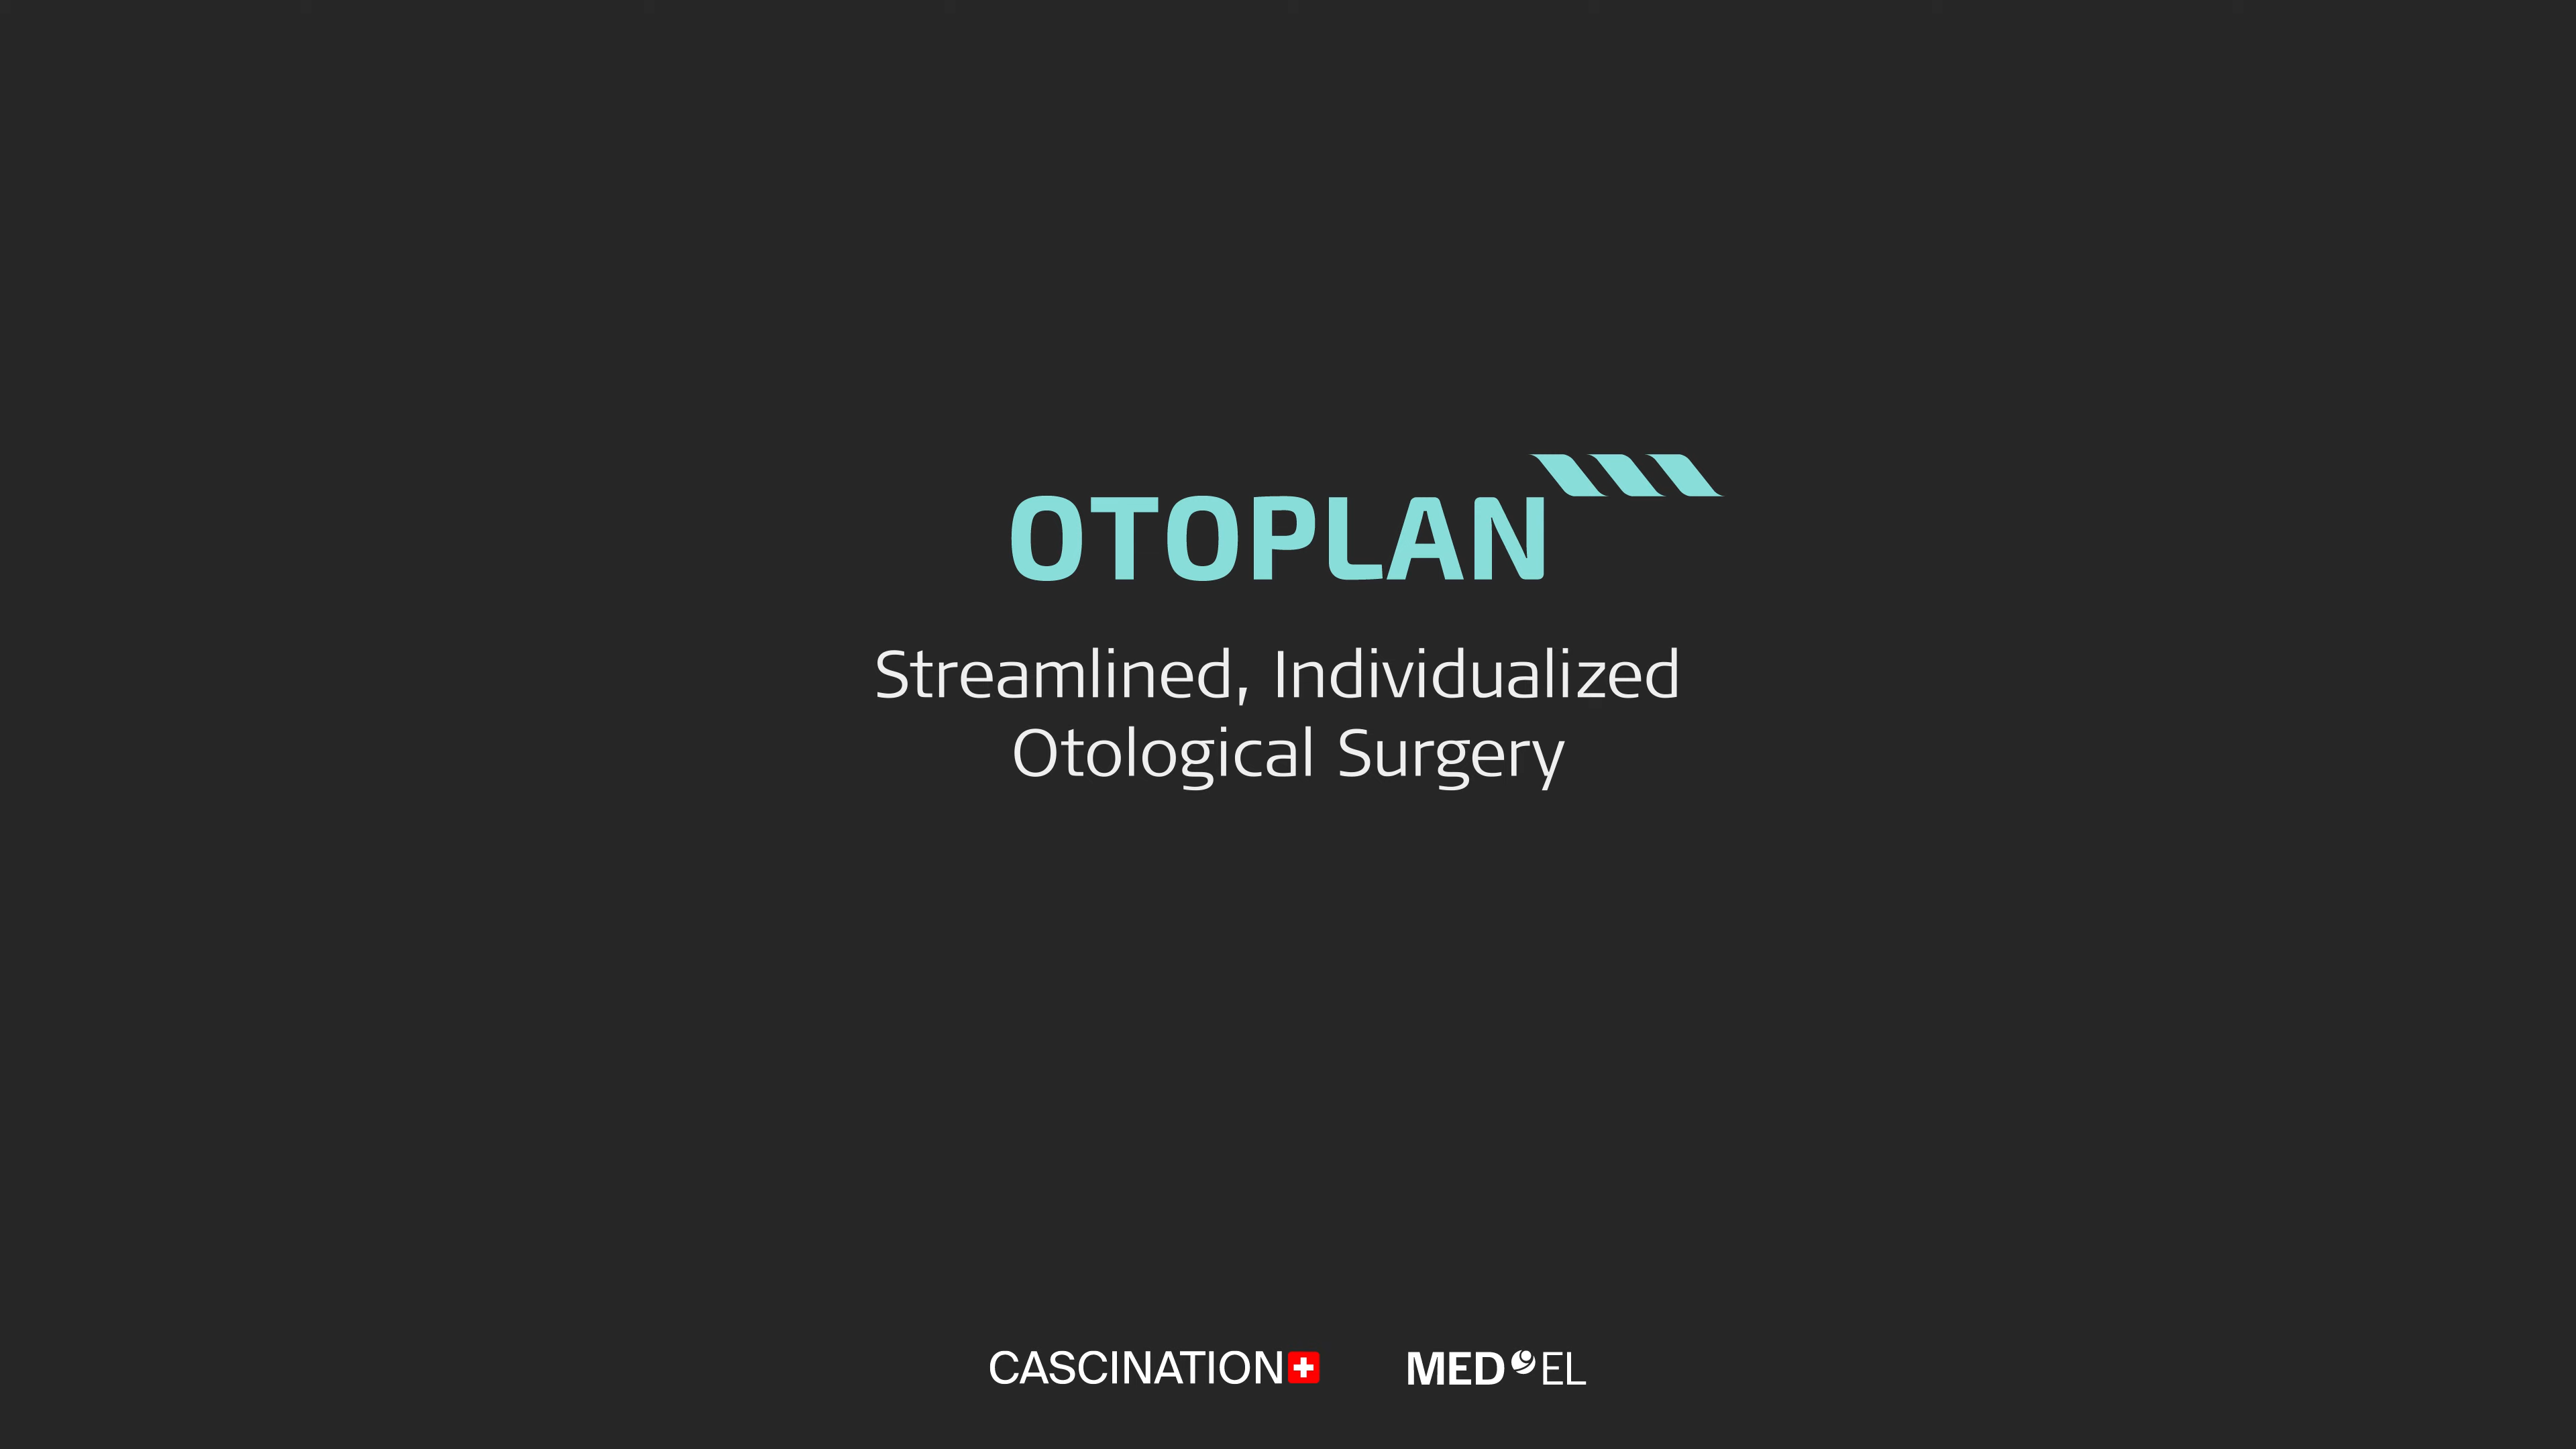 OTOPLAN
Streamlined, Individualized
Otological Surgery
CASCINATION
MED EL